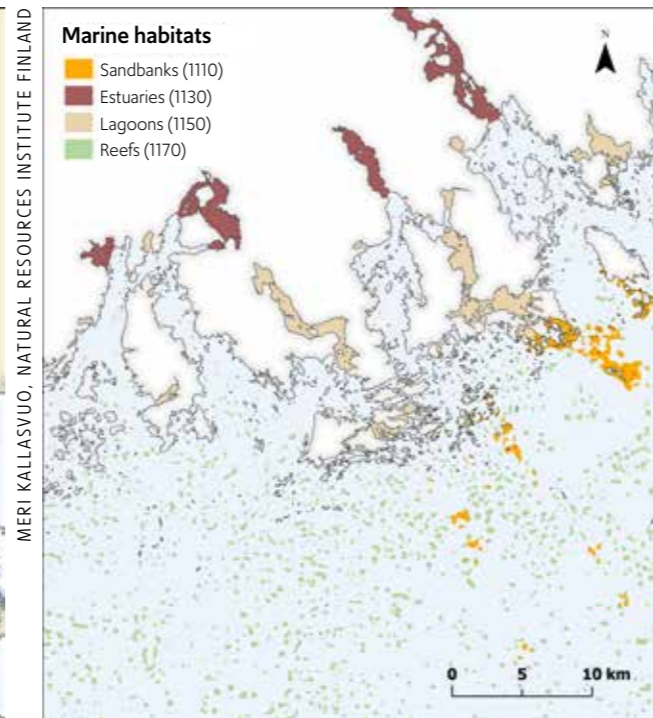 MERI KALLASVUO, NATURAL RESOURCES INSTITUTE FINLAND
Marine habitats
Sandbanks (1110)
Estuaries (1130)
Lagoons (1150)
Reefs (1170)
N
0 5 10 km